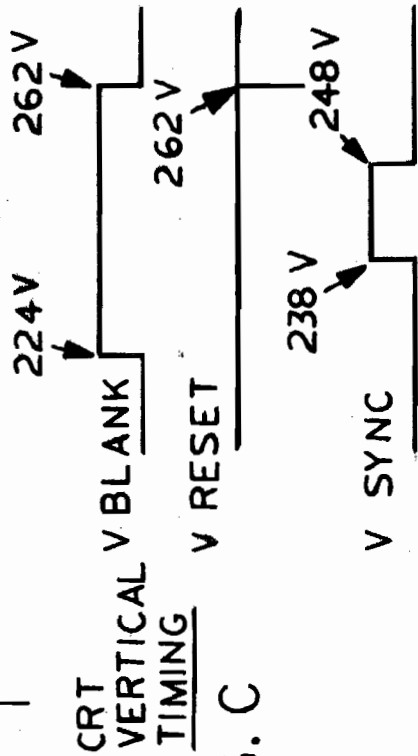 CRT
VERTICAL
TIMING
. C
V BLANK
224 V
262 V
V RESET
262 V
V SYNC
238 V
248 V